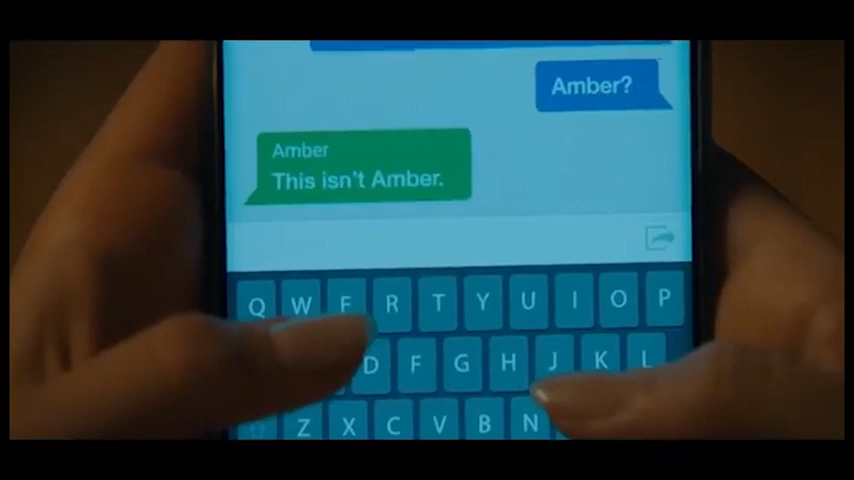 Amber?
Amber
This isn't Amber.
Q W E R T Y U I O P
D F G H J K L
Z X C V B N